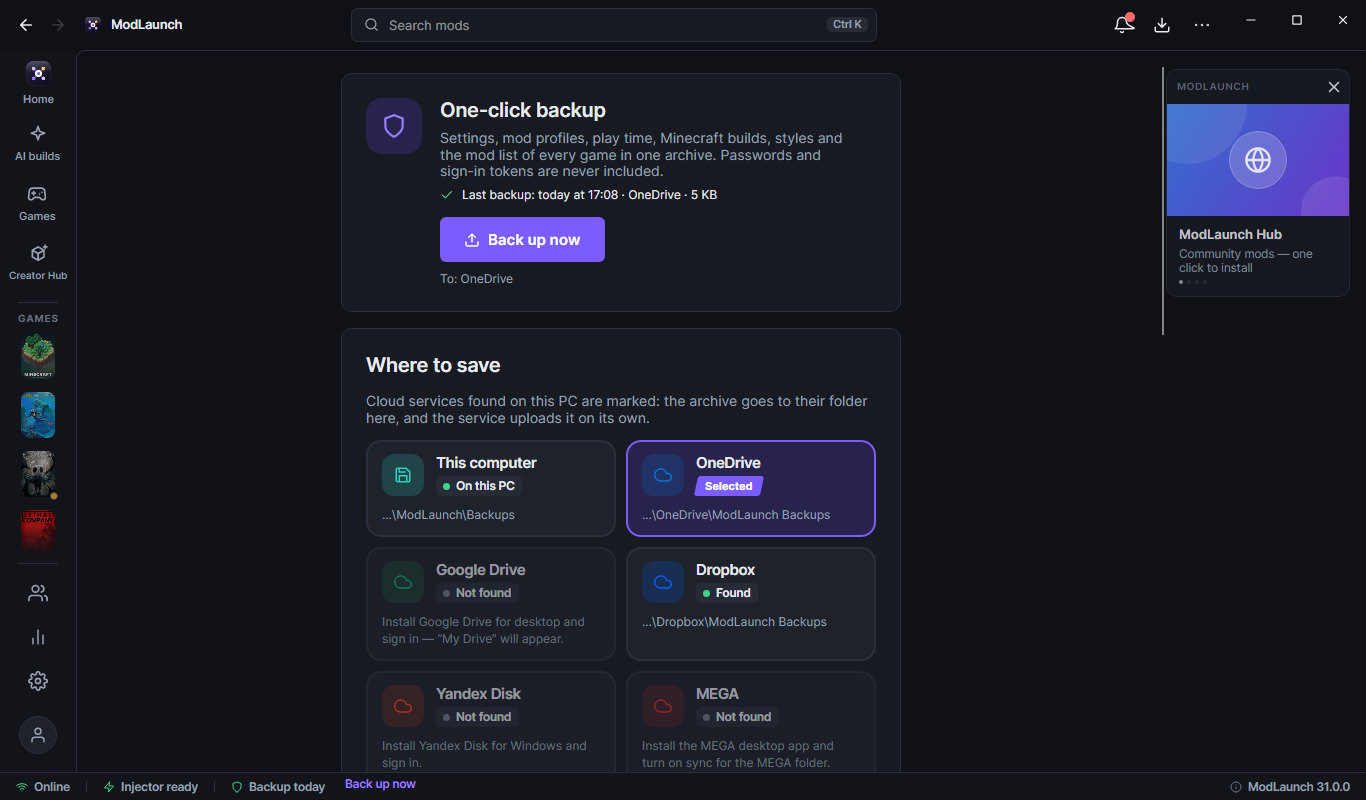 ModLaunch
Search mods
Ctrl K
Home
AI builds
Games
Creator Hub
GAMES
MINECRAFT
LETHAL
COMPANY
One-click backup
Settings, mod profiles, play time, Minecraft builds, styles and
the mod list of every game in one archive. Passwords and
sign-in tokens are never included.
Last backup: today at 17:08 · OneDrive · 5 KB
Back up now
To: OneDrive
Where to save
Cloud services found on this PC are marked: the archive goes to their folder
here, and the service uploads it on its own.
This computer
On this PC
...\ModLaunch\Backups
OneDrive
Selected
...\OneDrive\ModLaunch Backups
Google Drive
Not found
Install Google Drive for desktop and
sign in — “My Drive” will appear.
Dropbox
Found
...\Dropbox\ModLaunch Backups
Yandex Disk
Not found
Install Yandex Disk for Windows and
sign in.
MEGA
Not found
Install the MEGA desktop app and
turn on sync for the MEGA folder.
MODLAUNCH
ModLaunch Hub
Community mods — one
click to install
Online
Injector ready
Backup today
Back up now
ModLaunch 31.0.0